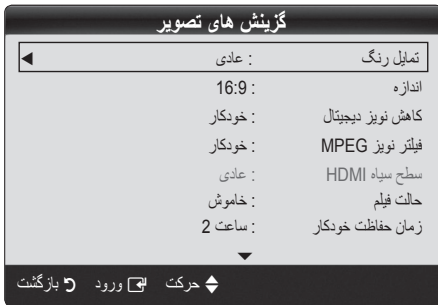 گزینش های تصویر
تمایل رنگ : عادی
اندازه : 16:9
کاهش نویز دیجیتال : خودکار
فیلتر نویز MPEG : خودکار
سطح سیاه HDMI : عادی
حالت فیلم : خاموش
زمان حفاظت خودکار : 2 ساعت
حرکت ورود بازگشت